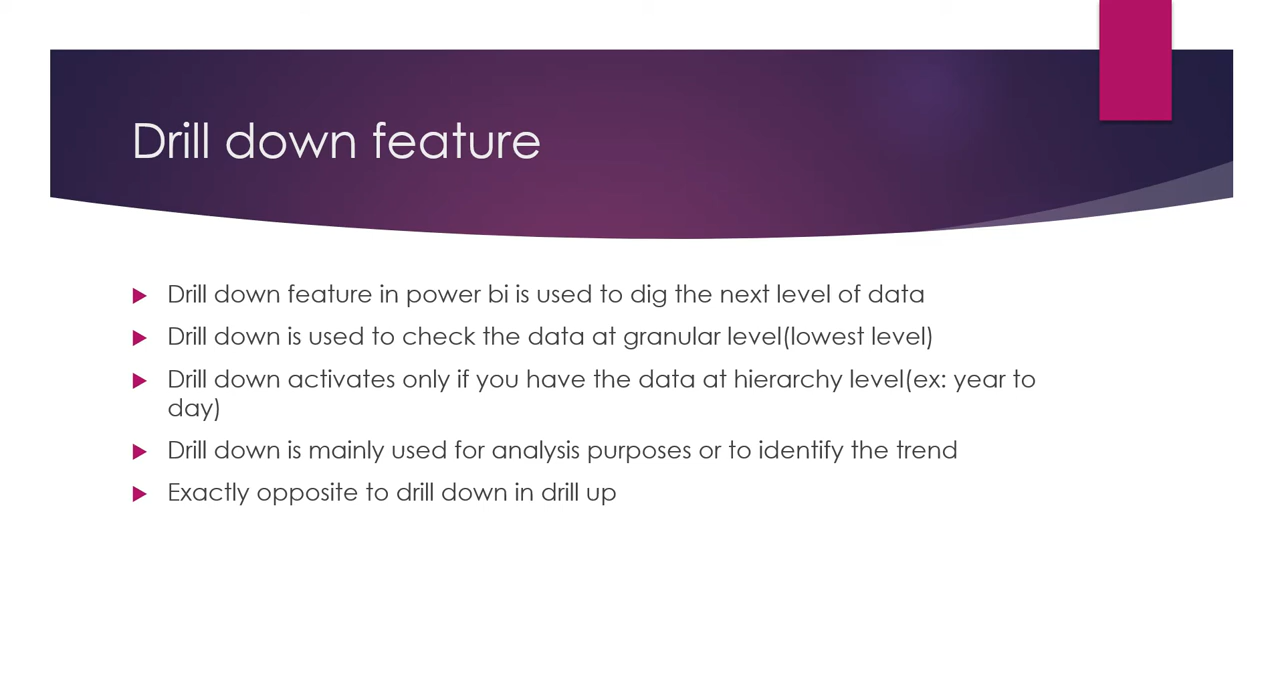 Drill down feature
Drill down feature in power bi is used to dig the next level of data
Drill down is used to check the data at granular level(lowest level)
Drill down activates only if you have the data at hierarchy level(ex: year to
day)
Drill down is mainly used for analysis purposes or to identify the trend
Exactly opposite to drill down in drill up